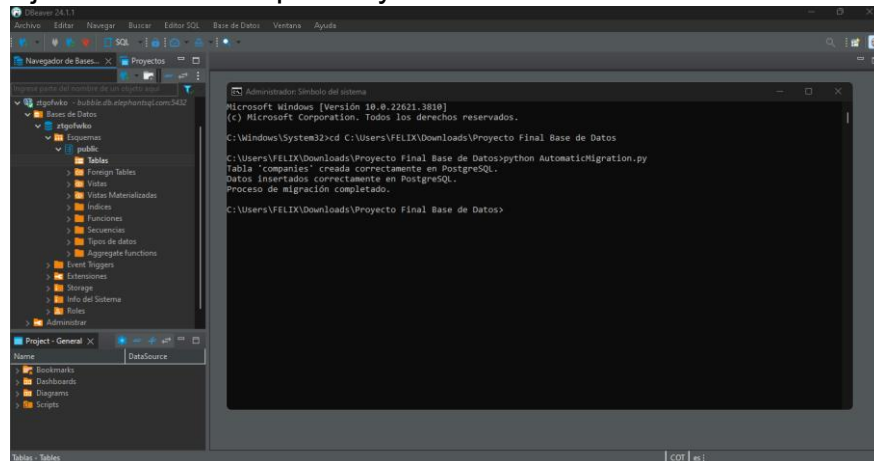 DBeaver 24.1.1
Archivo Editar Navegar Buscar Editor SQL Base de Datos Ventana Ayuda
SQL
Navegador de Bases... Proyectos
Ingrese parte del nombre de un objeto aquí
ztgofwko - bubble.db.elephantsql.com:5432
Bases de Datos
ztgofwko
Esquemas
public
Tablas
Foreign Tables
Vistas
Vistas Materializadas
Índices
Funciones
Secuencias
Tipos de datos
Aggregate functions
Event Triggers
Extensiones
Storage
Info del Sistema
Roles
Administrar
Project - General
Name DataSource
Bookmarks
Dashboards
Diagrams
Scripts
Administrador: Símbolo del sistema
Microsoft Windows [Versión 10.0.22621.3810]
(c) Microsoft Corporation. Todos los derechos reservados.
C:\Windows\System32>cd C:\Users\FELIX\Downloads\Proyecto Final Base de Datos
C:\Users\FELIX\Downloads\Proyecto Final Base de Datos>python AutomaticMigration.py
Tabla 'companies' creada correctamente en PostgreSQL.
Datos insertados correctamente en PostgreSQL.
Proceso de migración completado.
C:\Users\FELIX\Downloads\Proyecto Final Base de Datos>
Tablas - Tables
COT es